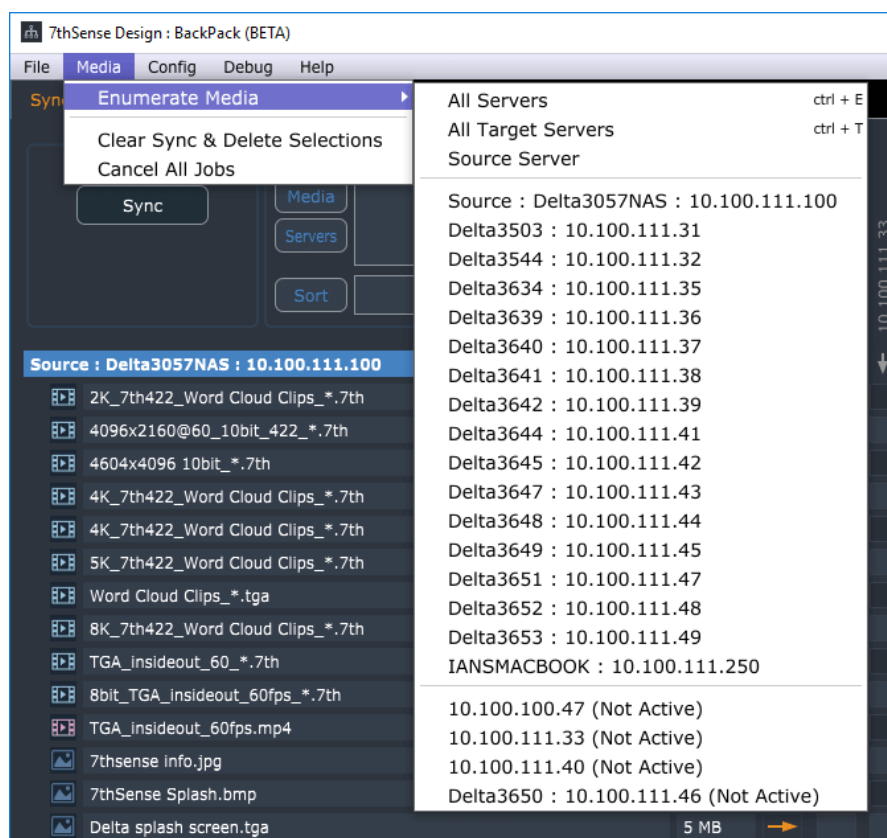 7thSense Design : BackPack (BETA)
File Media Config Debug Help
Enumerate Media
Clear Sync & Delete Selections
Cancel All Jobs
All Servers ctrl + E
All Target Servers ctrl + T
Source Server
Source : Delta3057NAS : 10.100.111.100
Delta3503 : 10.100.111.31
Delta3544 : 10.100.111.32
Delta3634 : 10.100.111.35
Delta3639 : 10.100.111.36
Delta3640 : 10.100.111.37
Delta3641 : 10.100.111.38
Delta3642 : 10.100.111.39
Delta3644 : 10.100.111.41
Delta3645 : 10.100.111.42
Delta3647 : 10.100.111.43
Delta3648 : 10.100.111.44
Delta3649 : 10.100.111.45
Delta3651 : 10.100.111.47
Delta3652 : 10.100.111.48
Delta3653 : 10.100.111.49
IANSMACBOOK : 10.100.111.250
10.100.100.47 (Not Active)
10.100.111.33 (Not Active)
10.100.111.40 (Not Active)
Delta3650 : 10.100.111.46 (Not Active)
Sync
Media
Servers
Sort
10.100.111.33
Source : Delta3057NAS : 10.100.111.100
2K_7th422_Word Cloud Clips_*.7th
4096x2160@60_10bit_422_*.7th
4604x4096 10bit_*.7th
4K_7th422_Word Cloud Clips_*.7th
4K_7th422_Word Cloud Clips_*.7th
5K_7th422_Word Cloud Clips_*.7th
Word Cloud Clips_*.tga
8K_7th422_Word Cloud Clips_*.7th
TGA_insideout_60_*.7th
8bit_TGA_insideout_60fps_*.7th
TGA_insideout_60fps.mp4
7thsense info.jpg
7thSense Splash.bmp
Delta splash screen.tga 5 MB